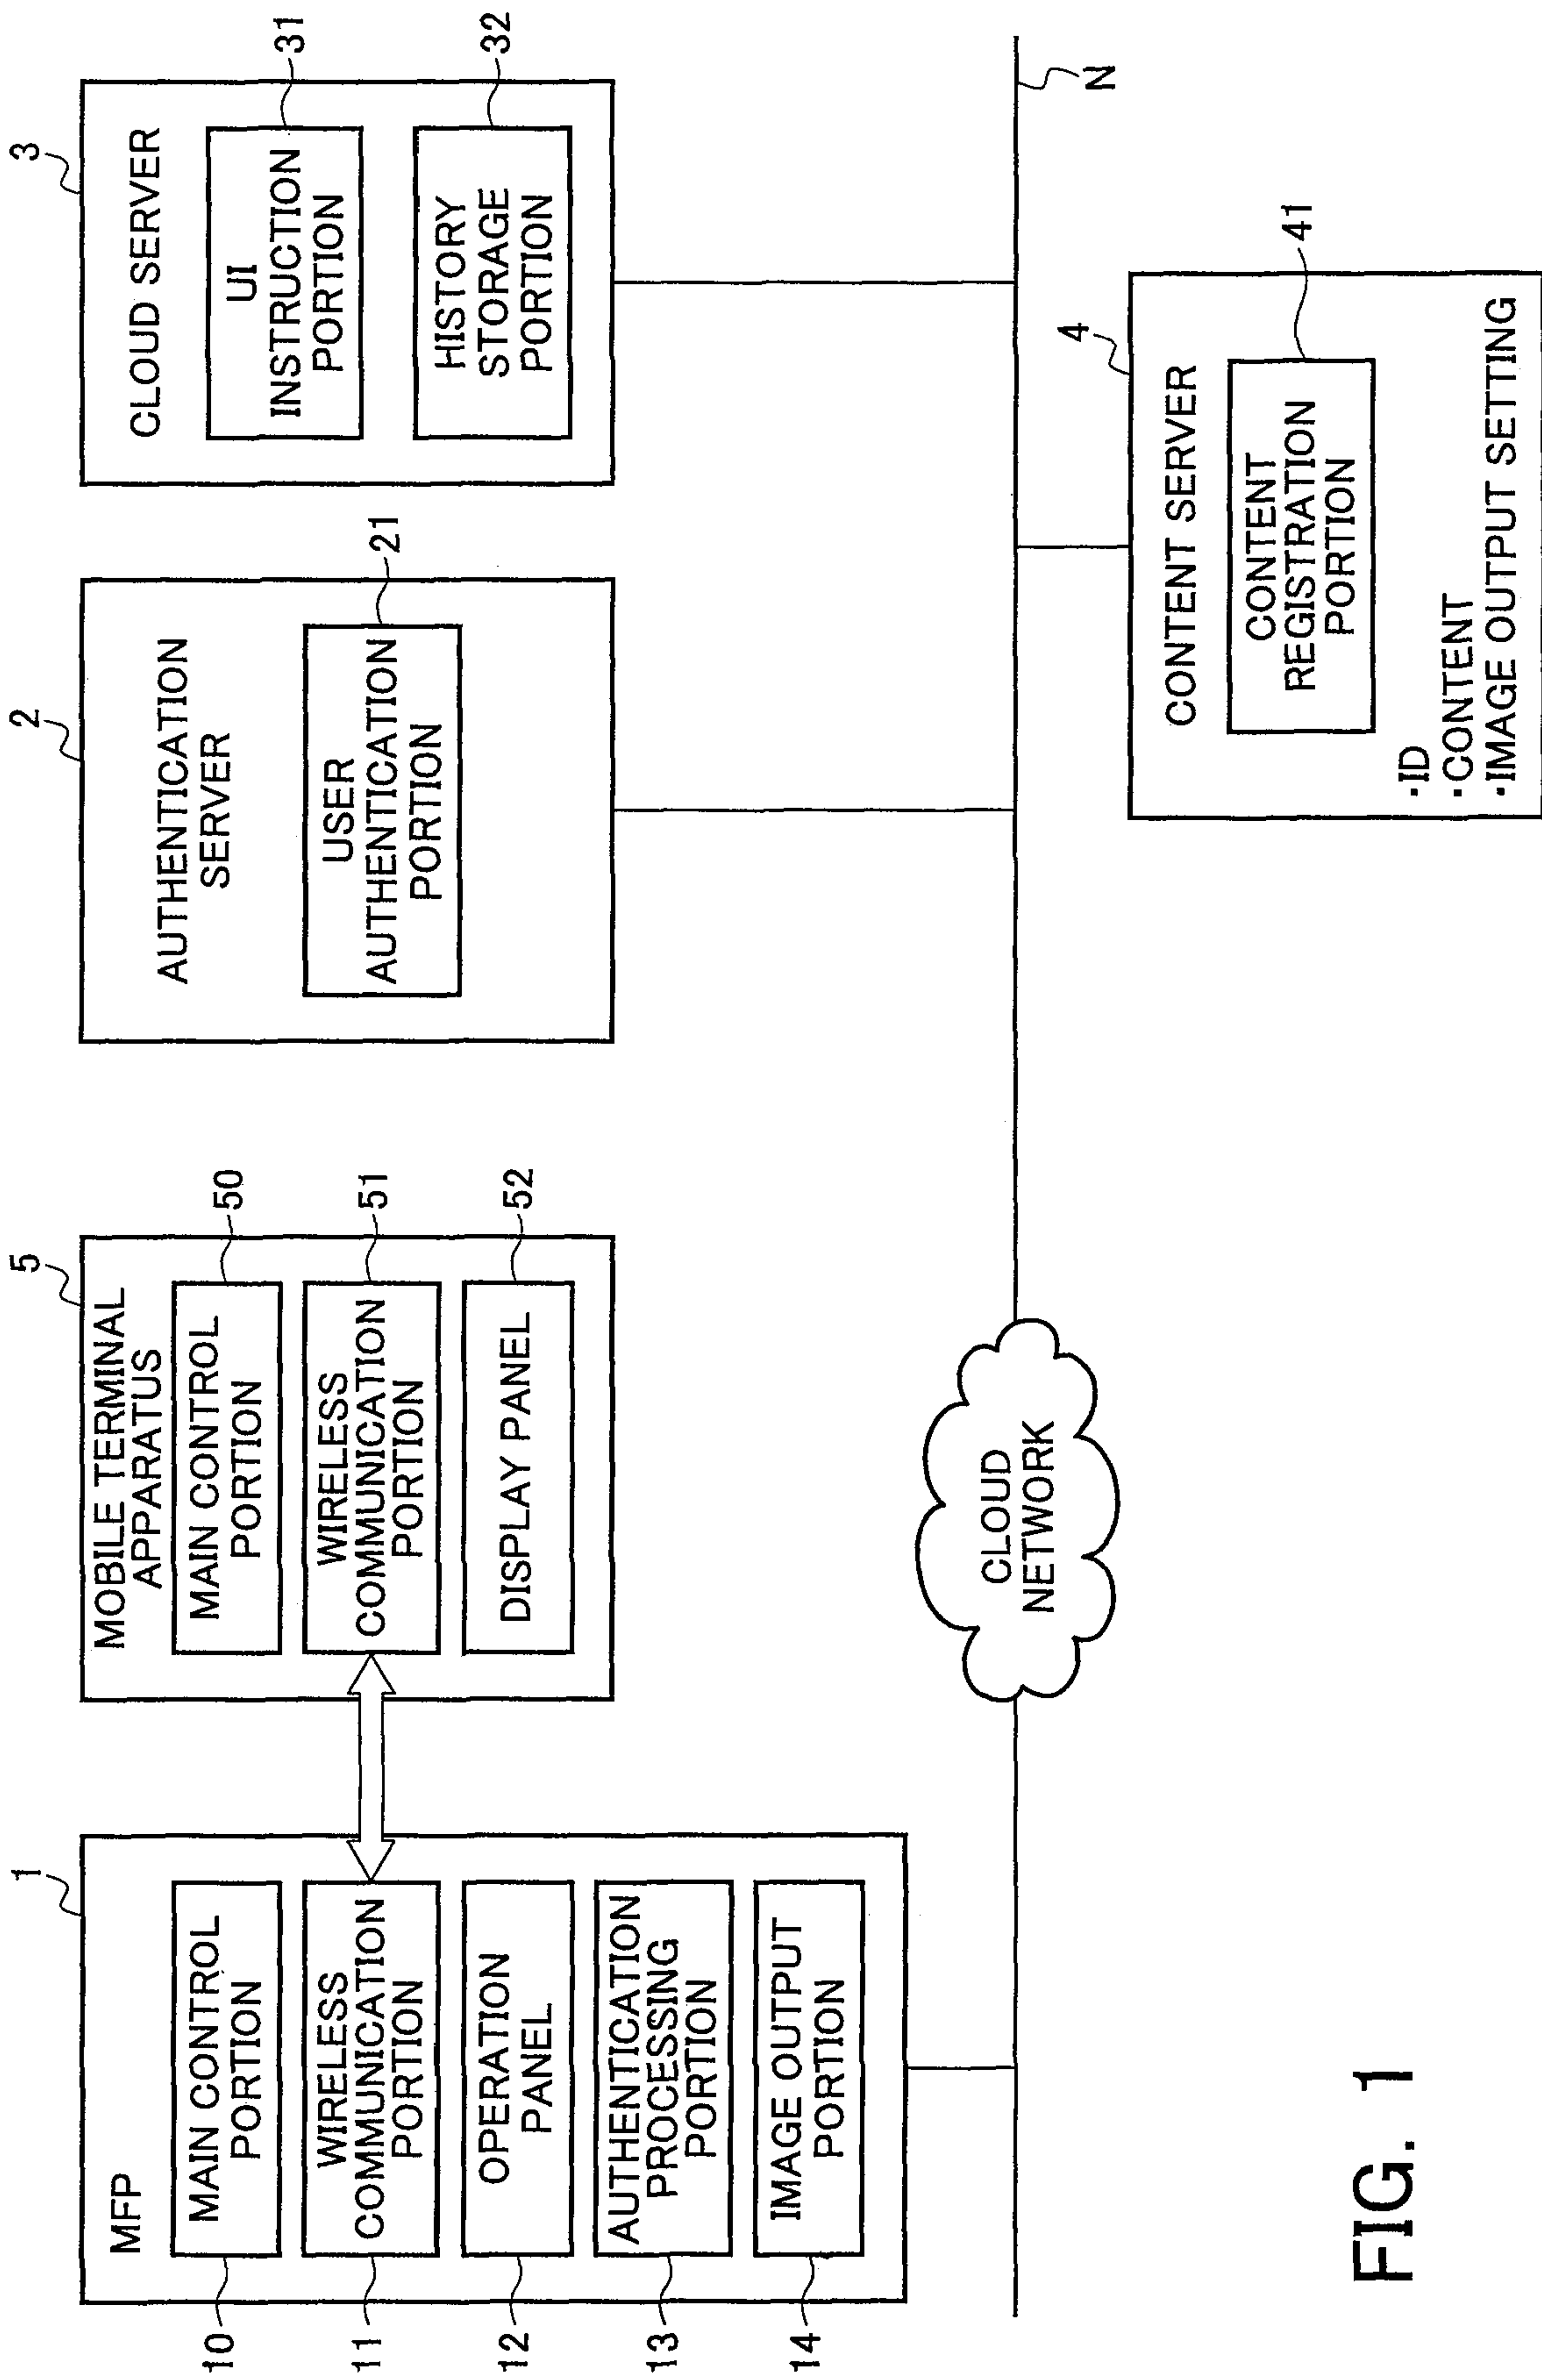 1
MFP
MAIN CONTROL
PORTION
10
WIRELESS
COMMUNICATION
PORTION
11
OPERATION
PANEL
12
AUTHENTICATION
PROCESSING
PORTION
13
IMAGE OUTPUT
PORTION
14
5
MOBILE TERMINAL
APPARATUS
MAIN CONTROL
PORTION
50
WIRELESS
COMMUNICATION
PORTION
51
DISPLAY PANEL
52
2
AUTHENTICATION
SERVER
USER
AUTHENTICATION
PORTION
21
3
CLOUD SERVER
UI
INSTRUCTION
PORTION
31
HISTORY
STORAGE
PORTION
32
CLOUD
NETWORK
N
4
CONTENT SERVER
CONTENT
REGISTRATION
PORTION
41
·ID
·CONTENT
·IMAGE OUTPUT SETTING
FIG. 1